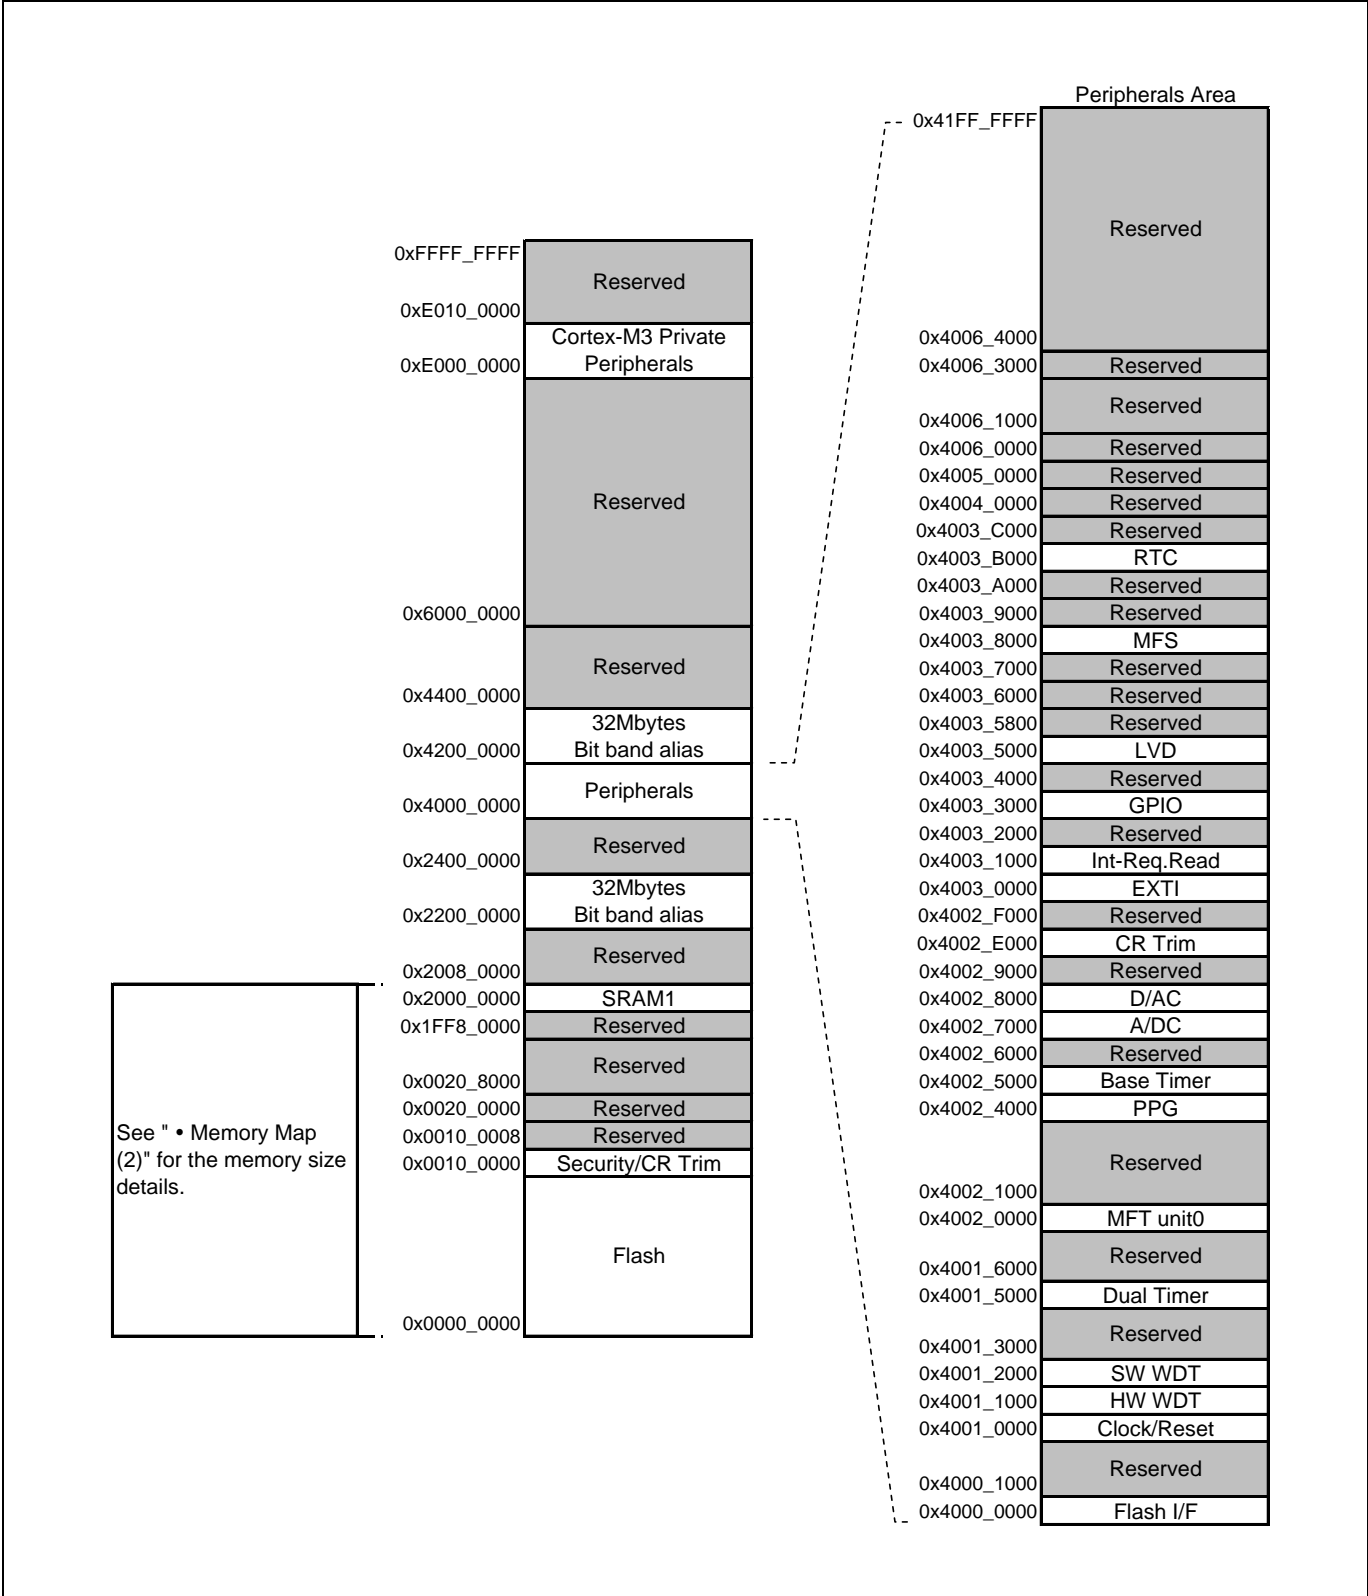 Peripherals Area
0x41FF_FFFF
Reserved
0x4006_4000
0x4006_3000 Reserved
Reserved
0x4006_1000
0x4006_0000 Reserved
0x4005_0000 Reserved
0x4004_0000 Reserved
0x4003_C000 Reserved
0x4003_B000 RTC
0x4003_A000 Reserved
0x4003_9000 Reserved
0x4003_8000 MFS
0x4003_7000 Reserved
0x4003_6000 Reserved
0x4003_5800 Reserved
0x4003_5000 LVD
0x4003_4000 Reserved
0x4003_3000 GPIO
0x4003_2000 Reserved
0x4003_1000 Int-Req.Read
0x4003_0000 EXTI
0x4002_F000 Reserved
0x4002_E000 CR Trim
0x4002_9000 Reserved
0x4002_8000 D/AC
0x4002_7000 A/DC
0x4002_6000 Reserved
0x4002_5000 Base Timer
0x4002_4000 PPG
Reserved
0x4002_1000
0x4002_0000 MFT unit0
Reserved
0x4001_6000
0x4001_5000 Dual Timer
Reserved
0x4001_3000
0x4001_2000 SW WDT
0x4001_1000 HW WDT
0x4001_0000 Clock/Reset
Reserved
0x4000_1000
0x4000_0000 Flash I/F
0xFFFF_FFFF
Reserved
0xE010_0000
Cortex-M3 Private
0xE000_0000 Peripherals
Reserved
0x6000_0000
Reserved
0x4400_0000
32Mbytes
0x4200_0000 Bit band alias
Peripherals
0x4000_0000
Reserved
0x2400_0000
32Mbytes
0x2200_0000 Bit band alias
Reserved
0x2008_0000
0x2000_0000 SRAM1
0x1FF8_0000 Reserved
Reserved
0x0020_8000
0x0020_0000 Reserved
0x0010_0008 Reserved
0x0010_0000 Security/CR Trim
Flash
0x0000_0000
See " • Memory Map
(2)" for the memory size
details.